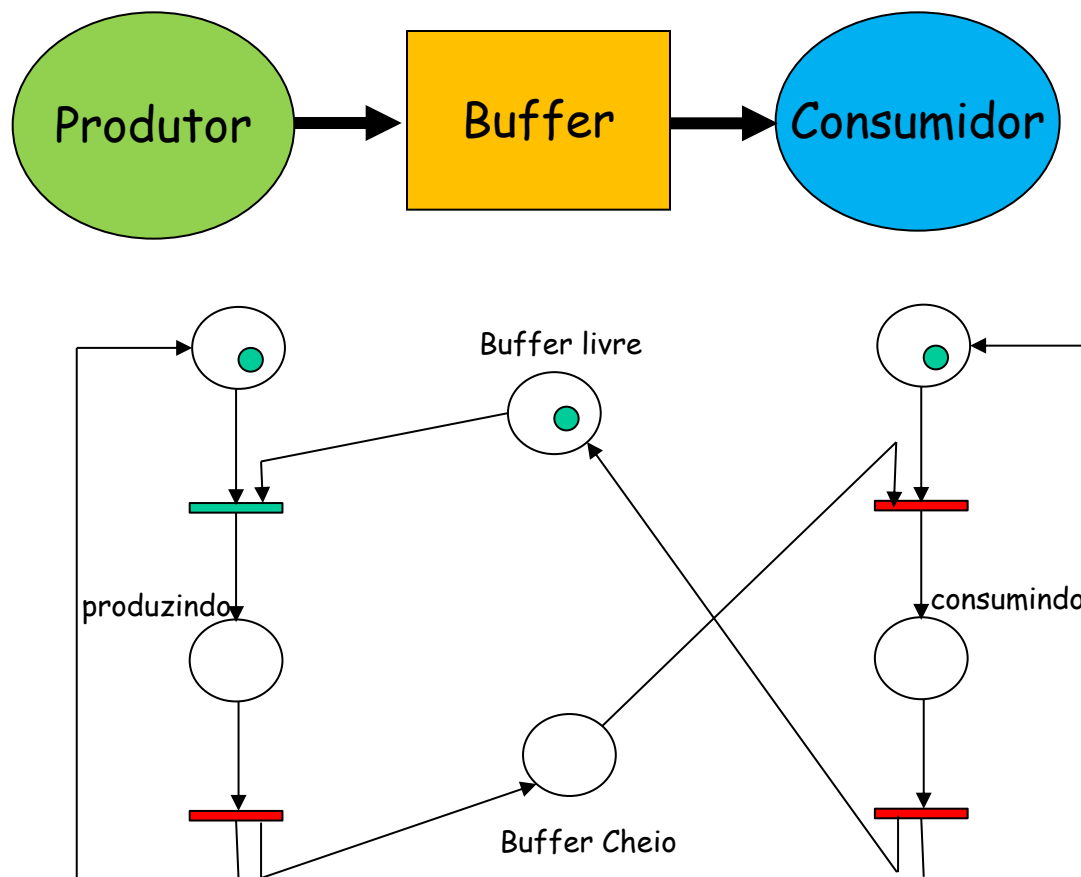 Produtor
Buffer
Consumidor
Buffer livre
produzindo
consumindo
Buffer Cheio